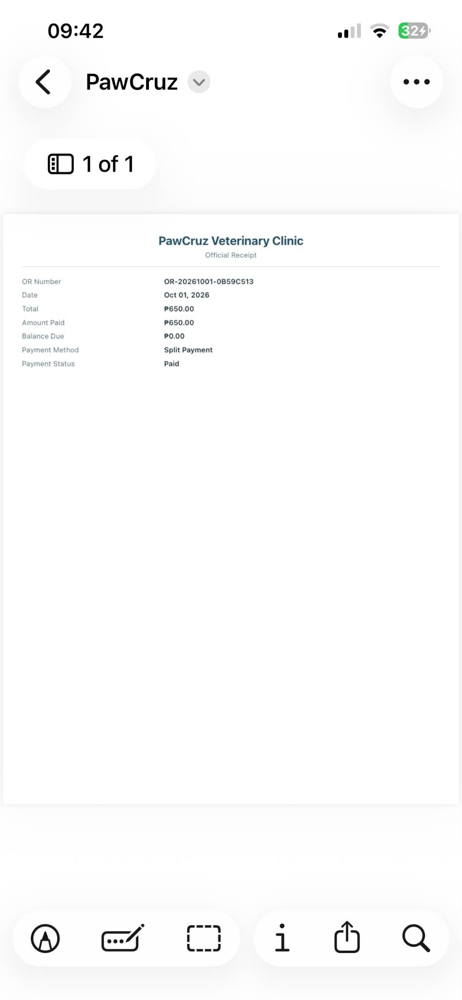 09:42
32
PawCruz
1 of 1
PawCruz Veterinary Clinic
Official Receipt
OR Number OR-20261001-0B59C513
Date Oct 01, 2026
Total ₱650.00
Amount Paid ₱650.00
Balance Due ₱0.00
Payment Method Split Payment
Payment Status Paid